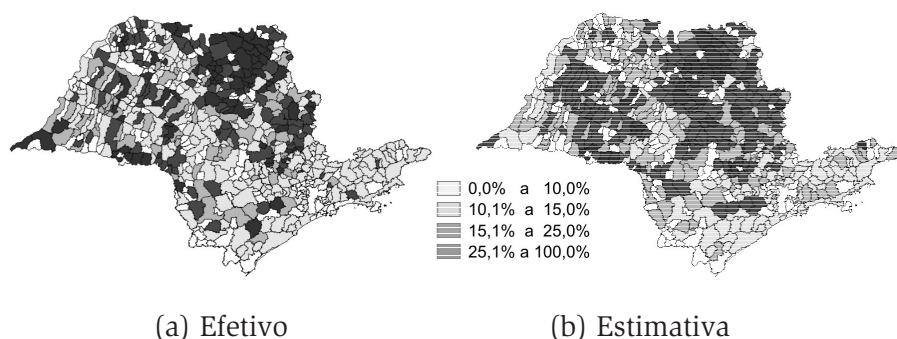 0,0% a 10,0%
10,1% a 15,0%
15,1% a 25,0%
25,1% a 100,0%
(a) Efetivo
(b) Estimativa